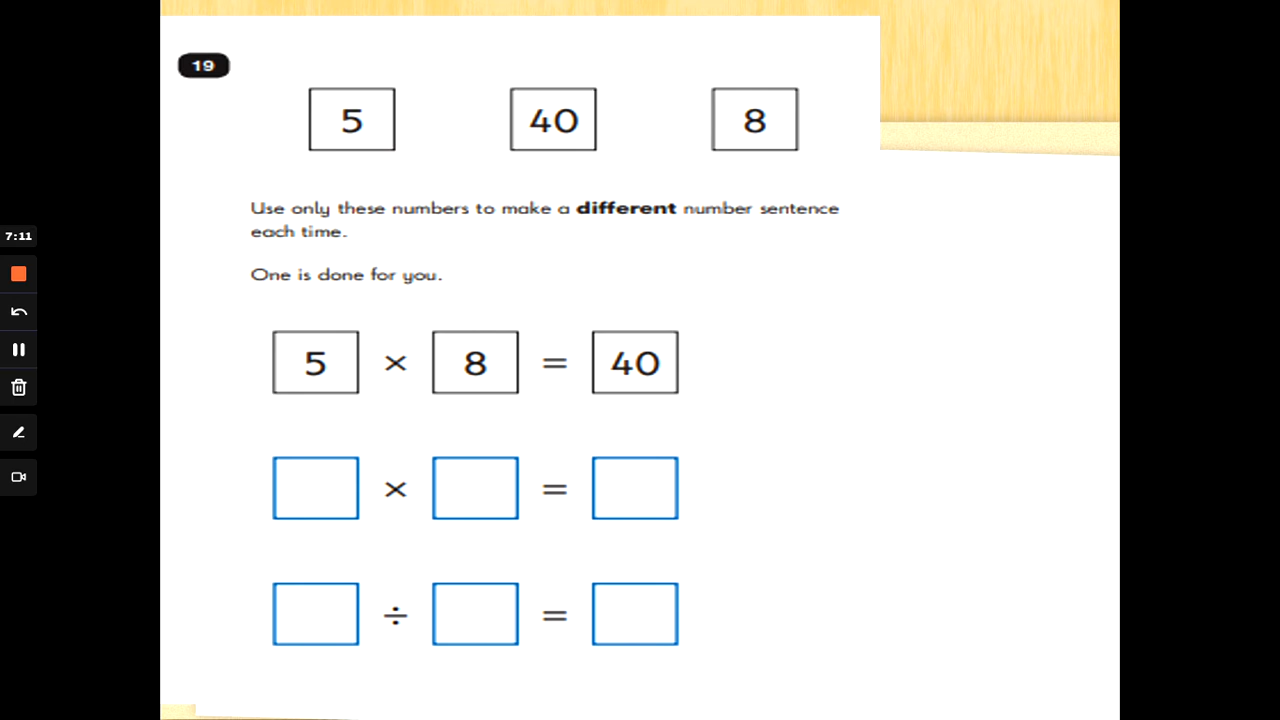 19
5 40 8
Use only these numbers to make a different number sentence
each time.
One is done for you.
7:11
5 × 8 = 40
× =
÷ =